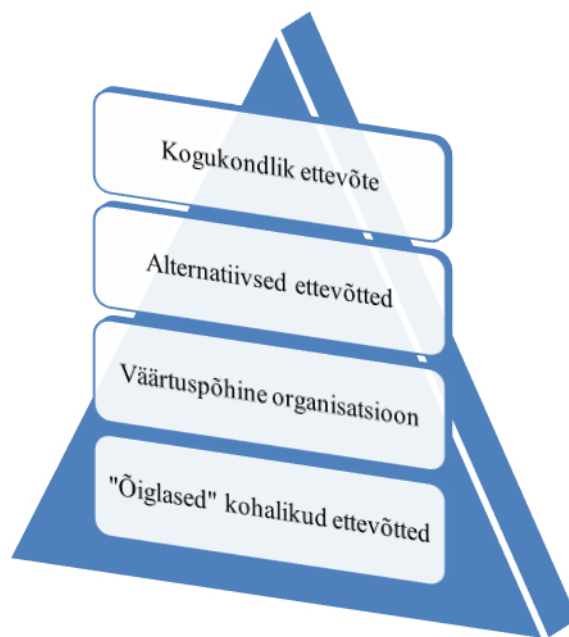 Kogukondlik ettevõte
Alternatiivsed ettevõtted
Väärtuspõhine organisatsioon
"Õiglased" kohalikud ettevõtted